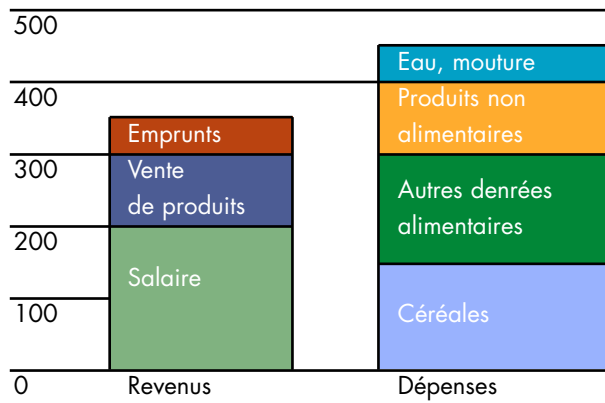 500
Eau, mouture
400
Produits non
alimentaires
Emprunts
300
Vente
de produits
Autres denrées
alimentaires
200
Salaire
100
Céréales
0
Revenus
Dépenses